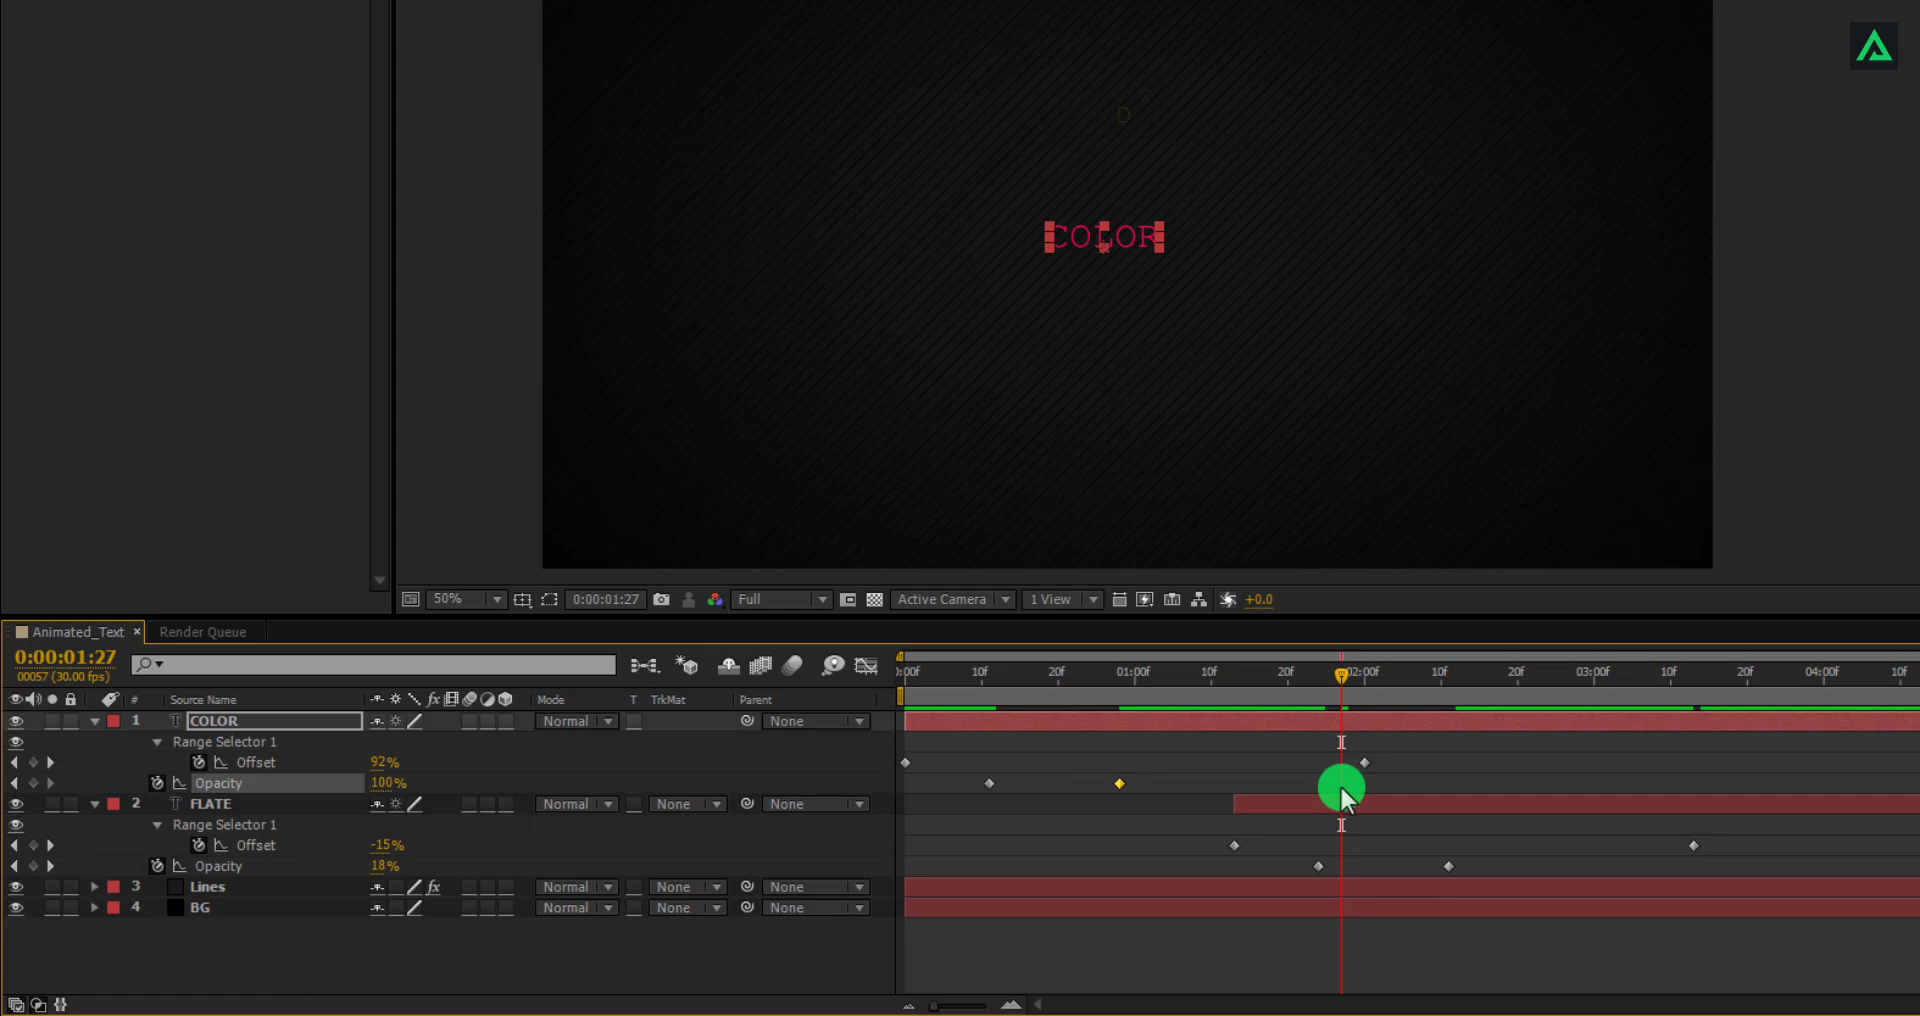 D
COLOR
50% 0:00:01:27 Full Active Camera 1 View +0.0
Animated_Text × Render Queue
0:00:01:27
00057 (30.00 fps)
:00f 10f 20f 01:00f 10f 20f 02:00f 10f 20f 03:00f 10f 20f 04:00f 10f
# Source Name fx Mode T TrkMat Parent
1 T COLOR Normal None
Range Selector 1
Offset 92%
Opacity 100%
2 T FLATE Normal None None
Range Selector 1
Offset -15%
Opacity 18%
3 Lines fx Normal None None
4 BG Normal None None